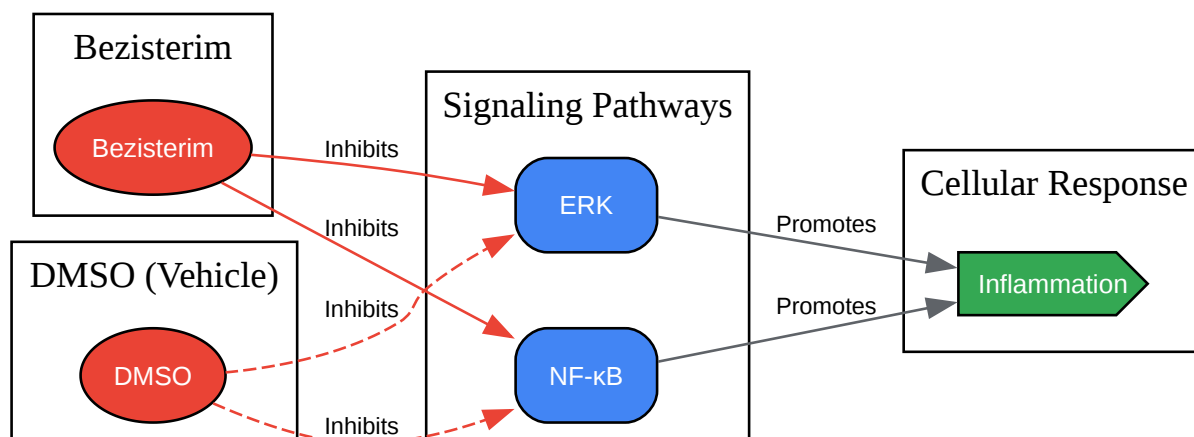 Bezisterim
Bezisterim
DMSO (Vehicle)
DMSO
Inhibits
Inhibits
Inhibits
Inhibits
Signaling Pathways
ERK
NF-κB
Promotes
Promotes
Cellular Response
Inflammation